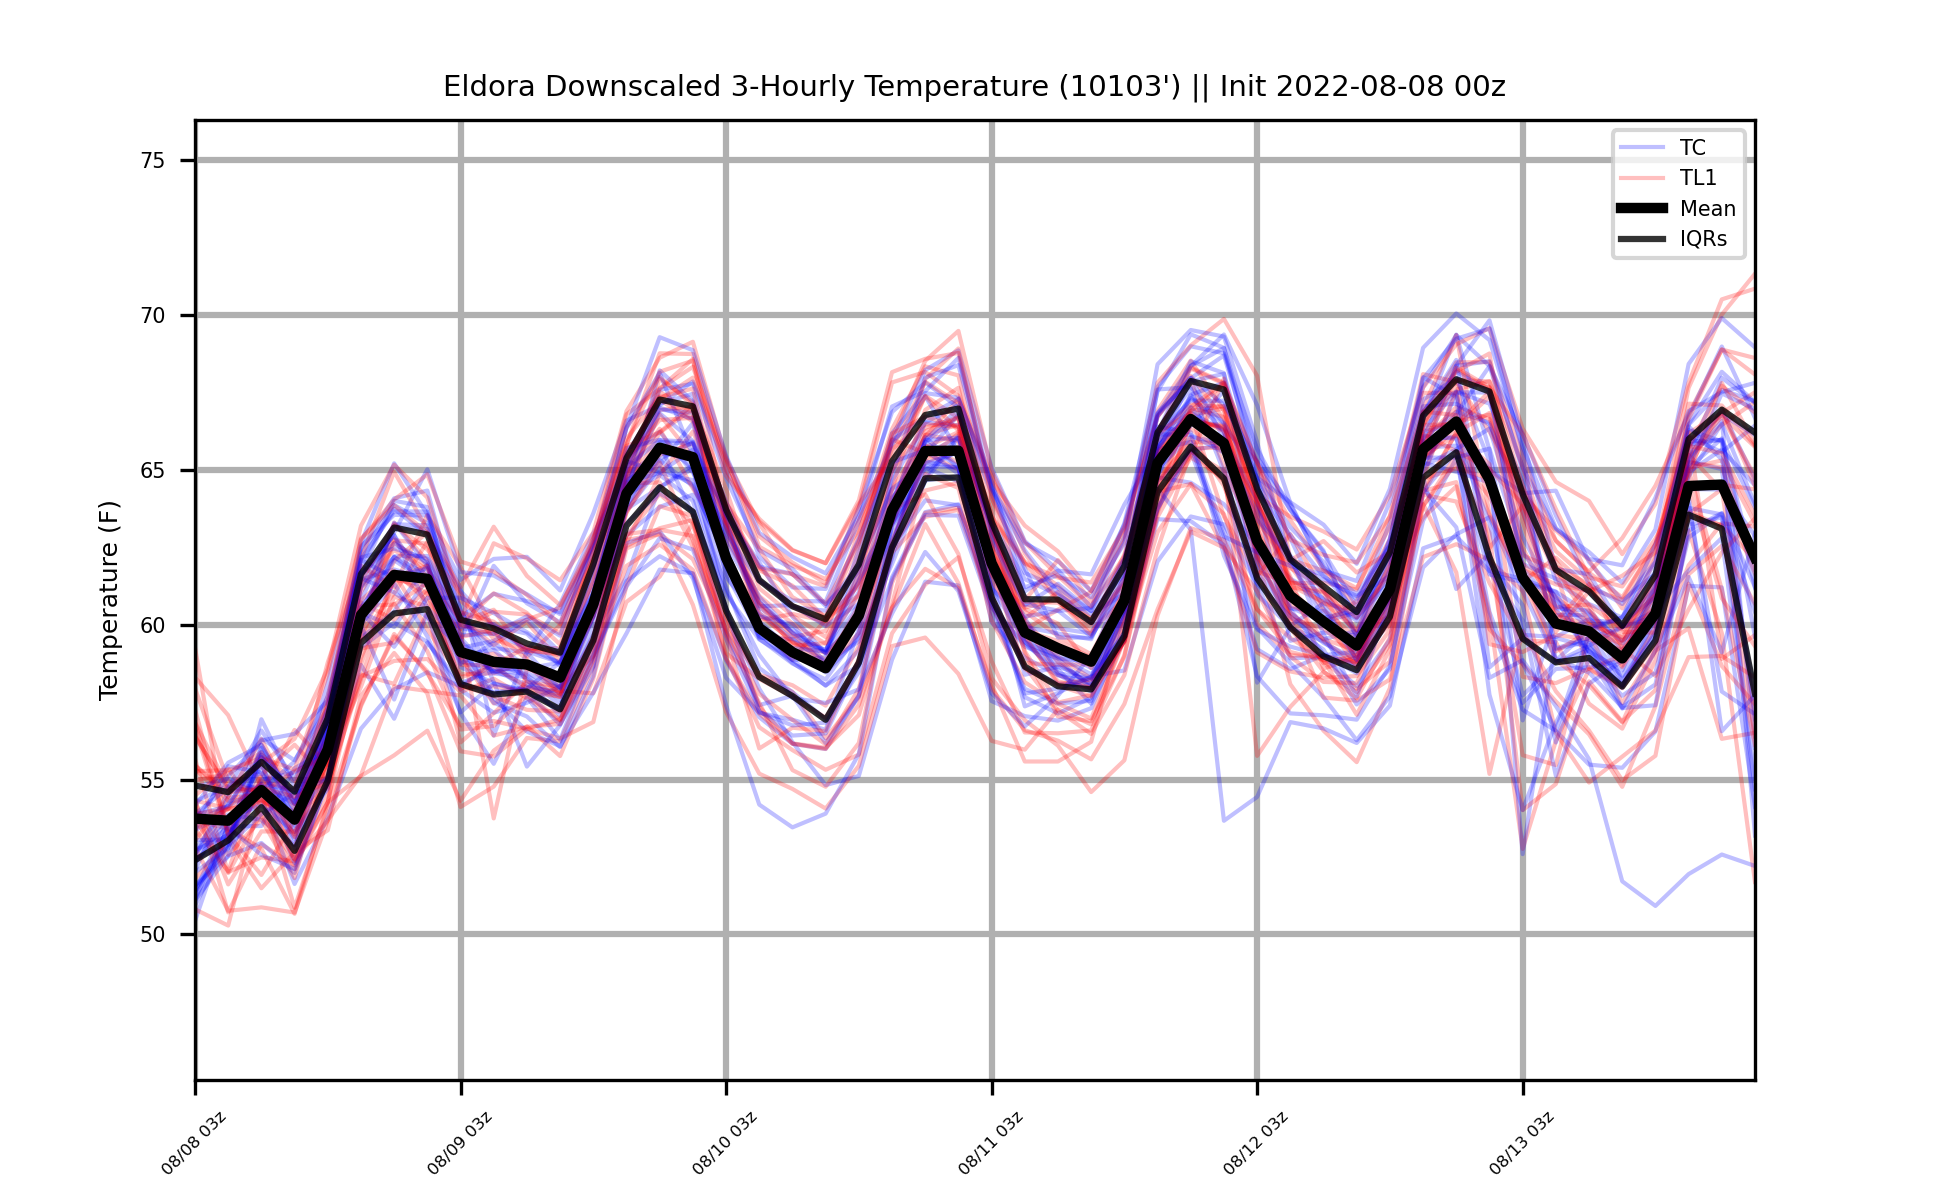 Eldora Downscaled 3-Hourly Temperature (10103') || Init 2022-08-08 00z
TC
TL1
Mean
IQRs
Temperature (F)
75
70
65
60
55
50
08/08 03z
08/09 03z
08/10 03z
08/11 03z
08/12 03z
08/13 03z